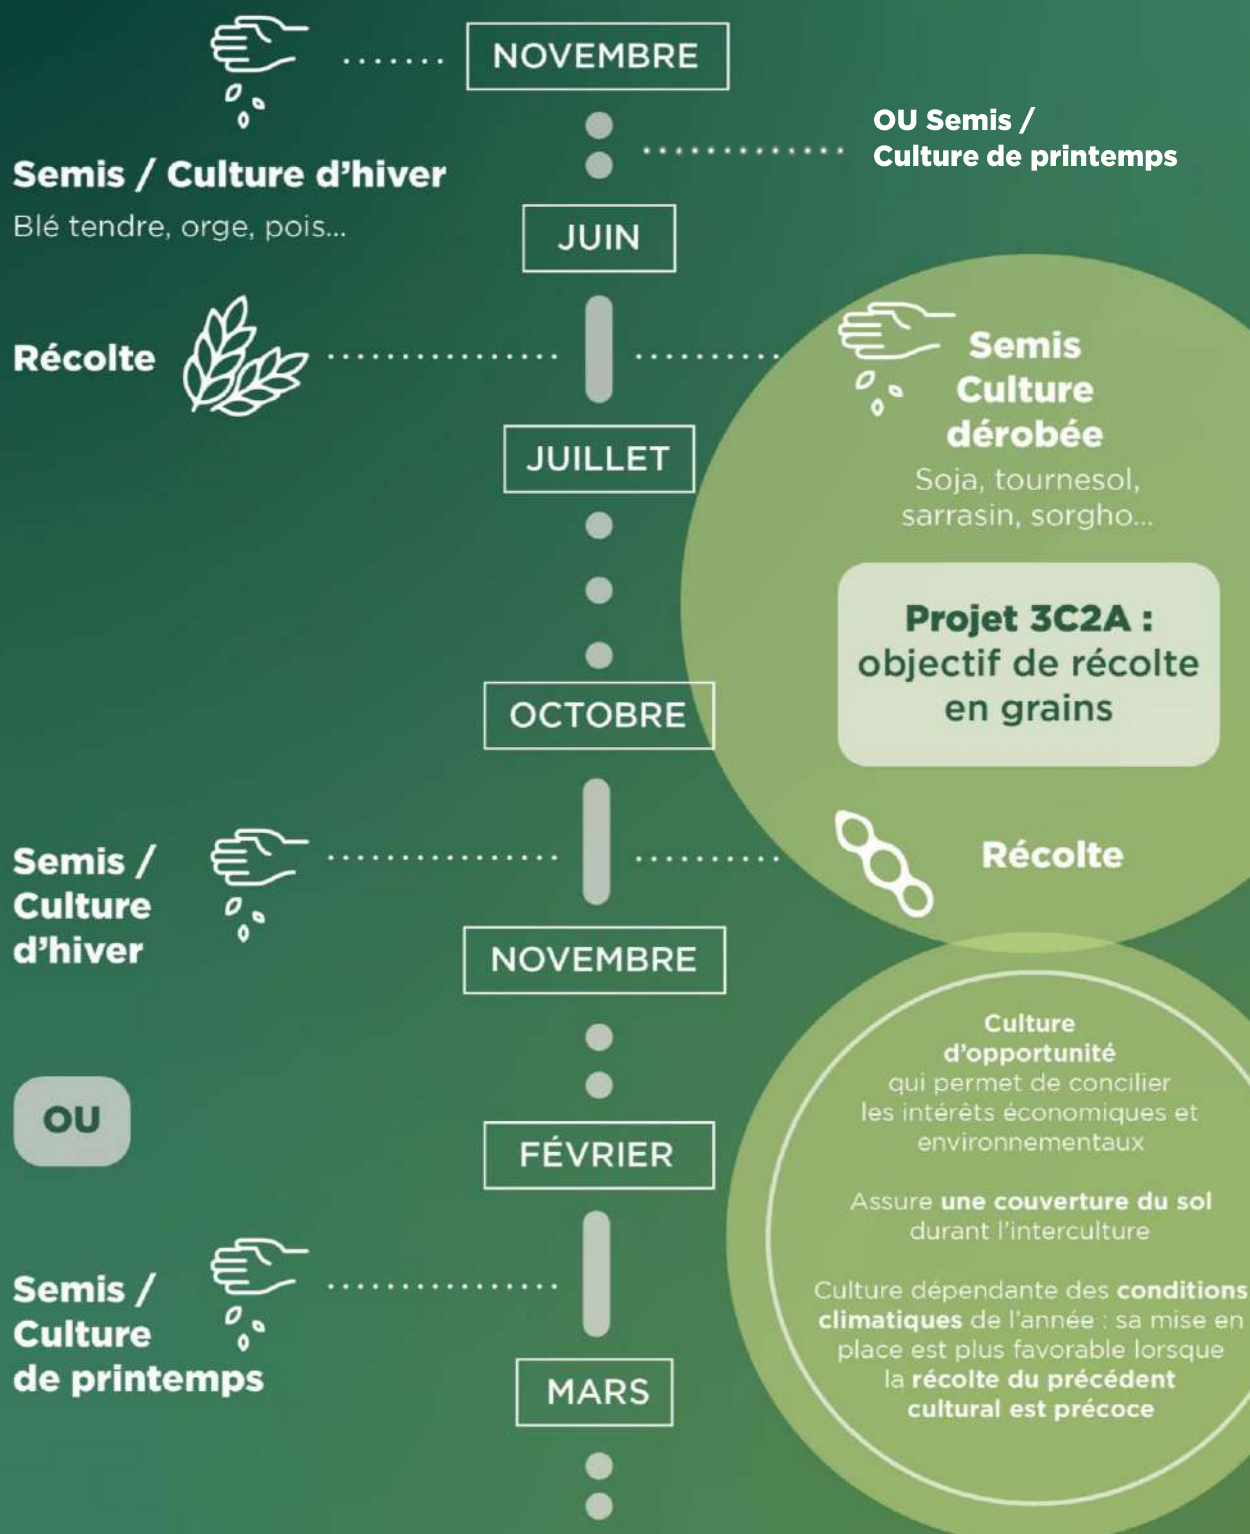 NOVEMBRE
OU Semis /
Culture de printemps
Semis / Culture d'hiver
Blé tendre, orge, pois...
JUIN
Récolte
Semis
Culture
dérobée
Soja, tournesol,
sarrasin, sorgho...
JUILLET
Projet 3C2A :
objectif de récolte
en grains
OCTOBRE
Semis /
Culture
d'hiver
Récolte
NOVEMBRE
Culture
d'opportunité
qui permet de concilier
les intérêts économiques et
environnementaux
Assure une couverture du sol
durant l'interculture
Culture dépendante des conditions
climatiques de l'année : sa mise en
place est plus favorable lorsque
la récolte du précédent
cultural est précoce
OU
FÉVRIER
Semis /
Culture
de printemps
MARS